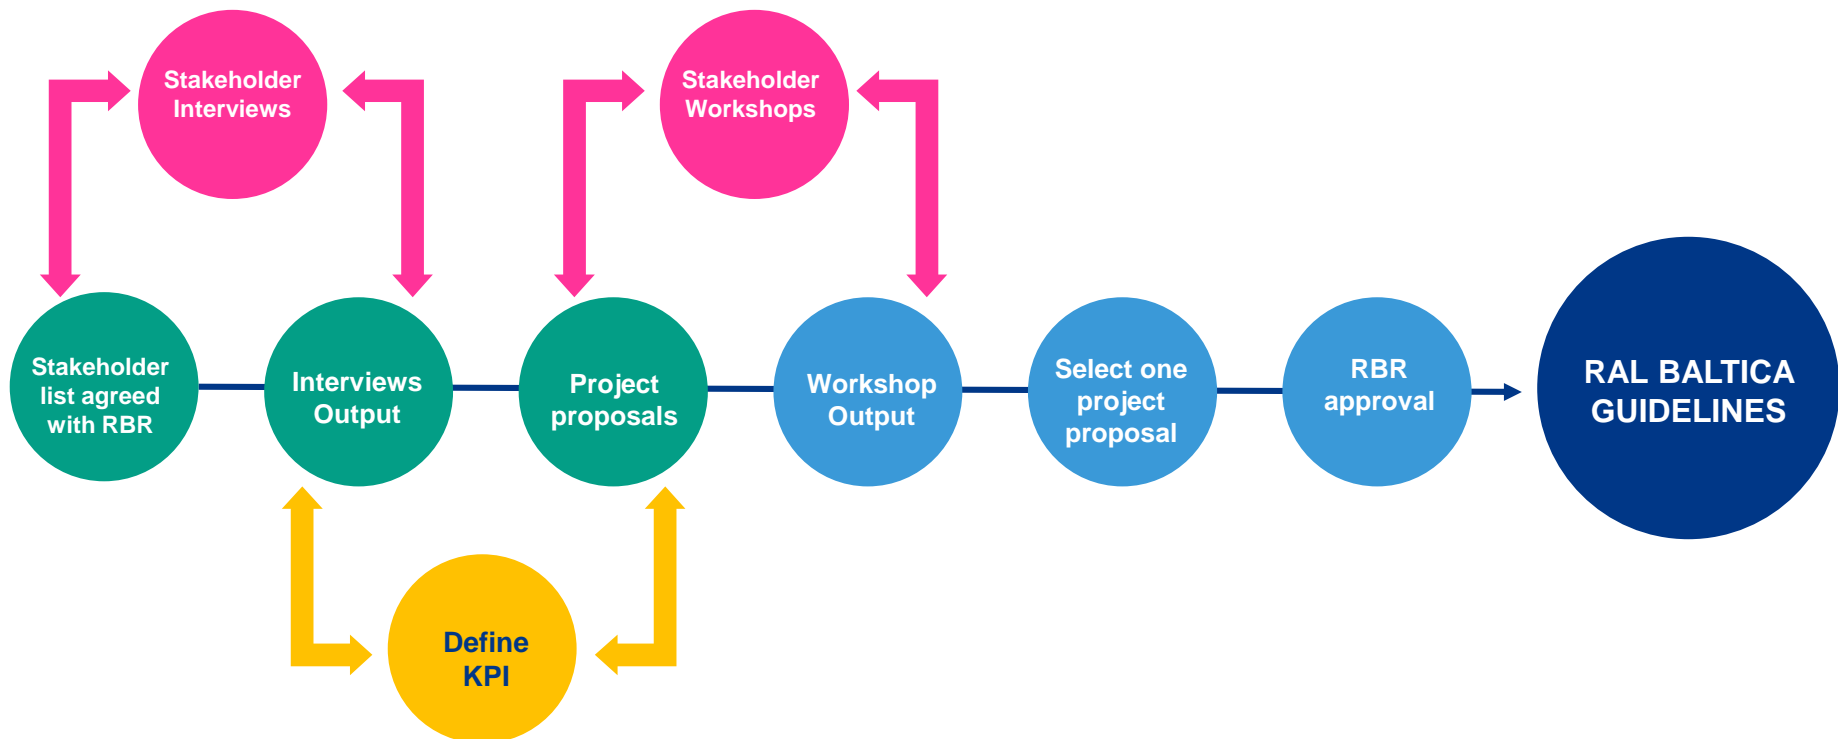 Stakeholder
Interviews
Stakeholder
Workshops
Stakeholder
list agreed
with RBR
Interviews
Output
Project
proposals
Workshop
Output
Select one
project
proposal
RBR
approval
RAL BALTICA
GUIDELINES
Define
KPI